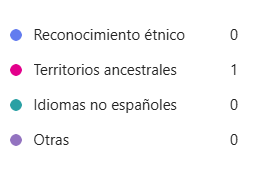 Reconocimiento étnico 0
Territorios ancestrales 1
Idiomas no españoles 0
Otras 0